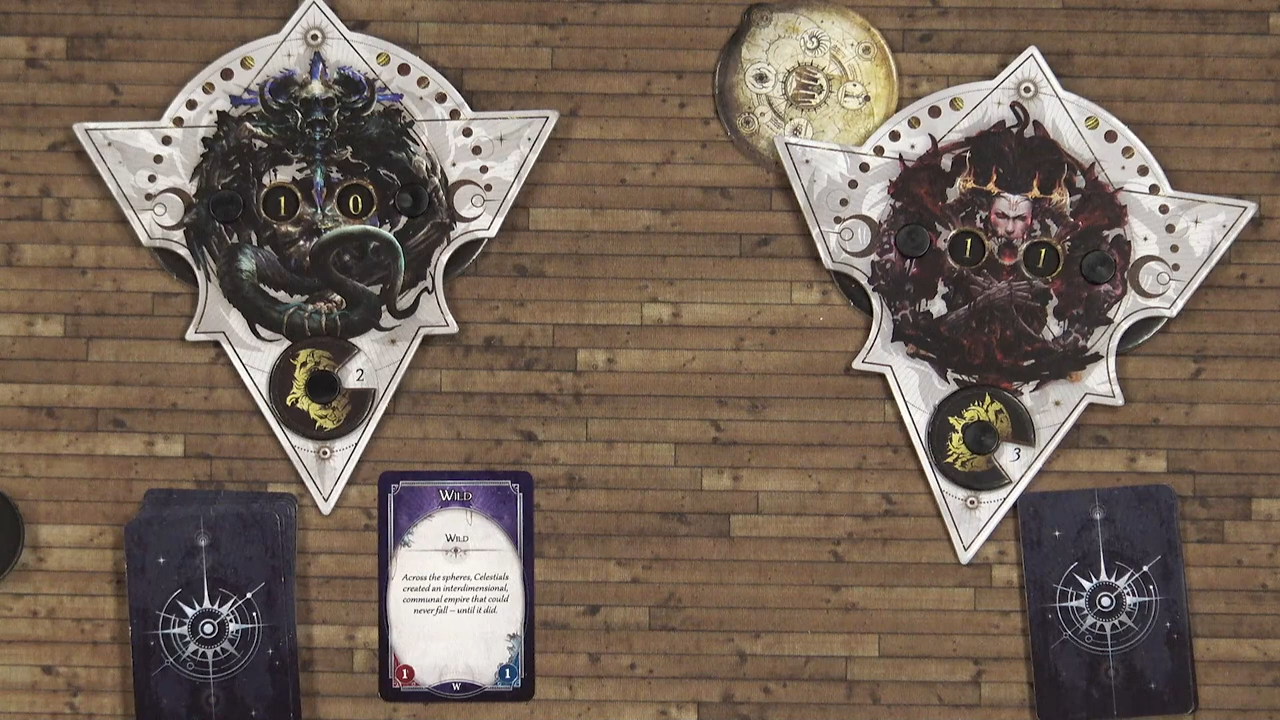 1 0
2
1 1
3
Wild
Wild
Across the spheres, Celestials
created an interdimensional,
communal empire that could
never fall – until it did.
1 1
W